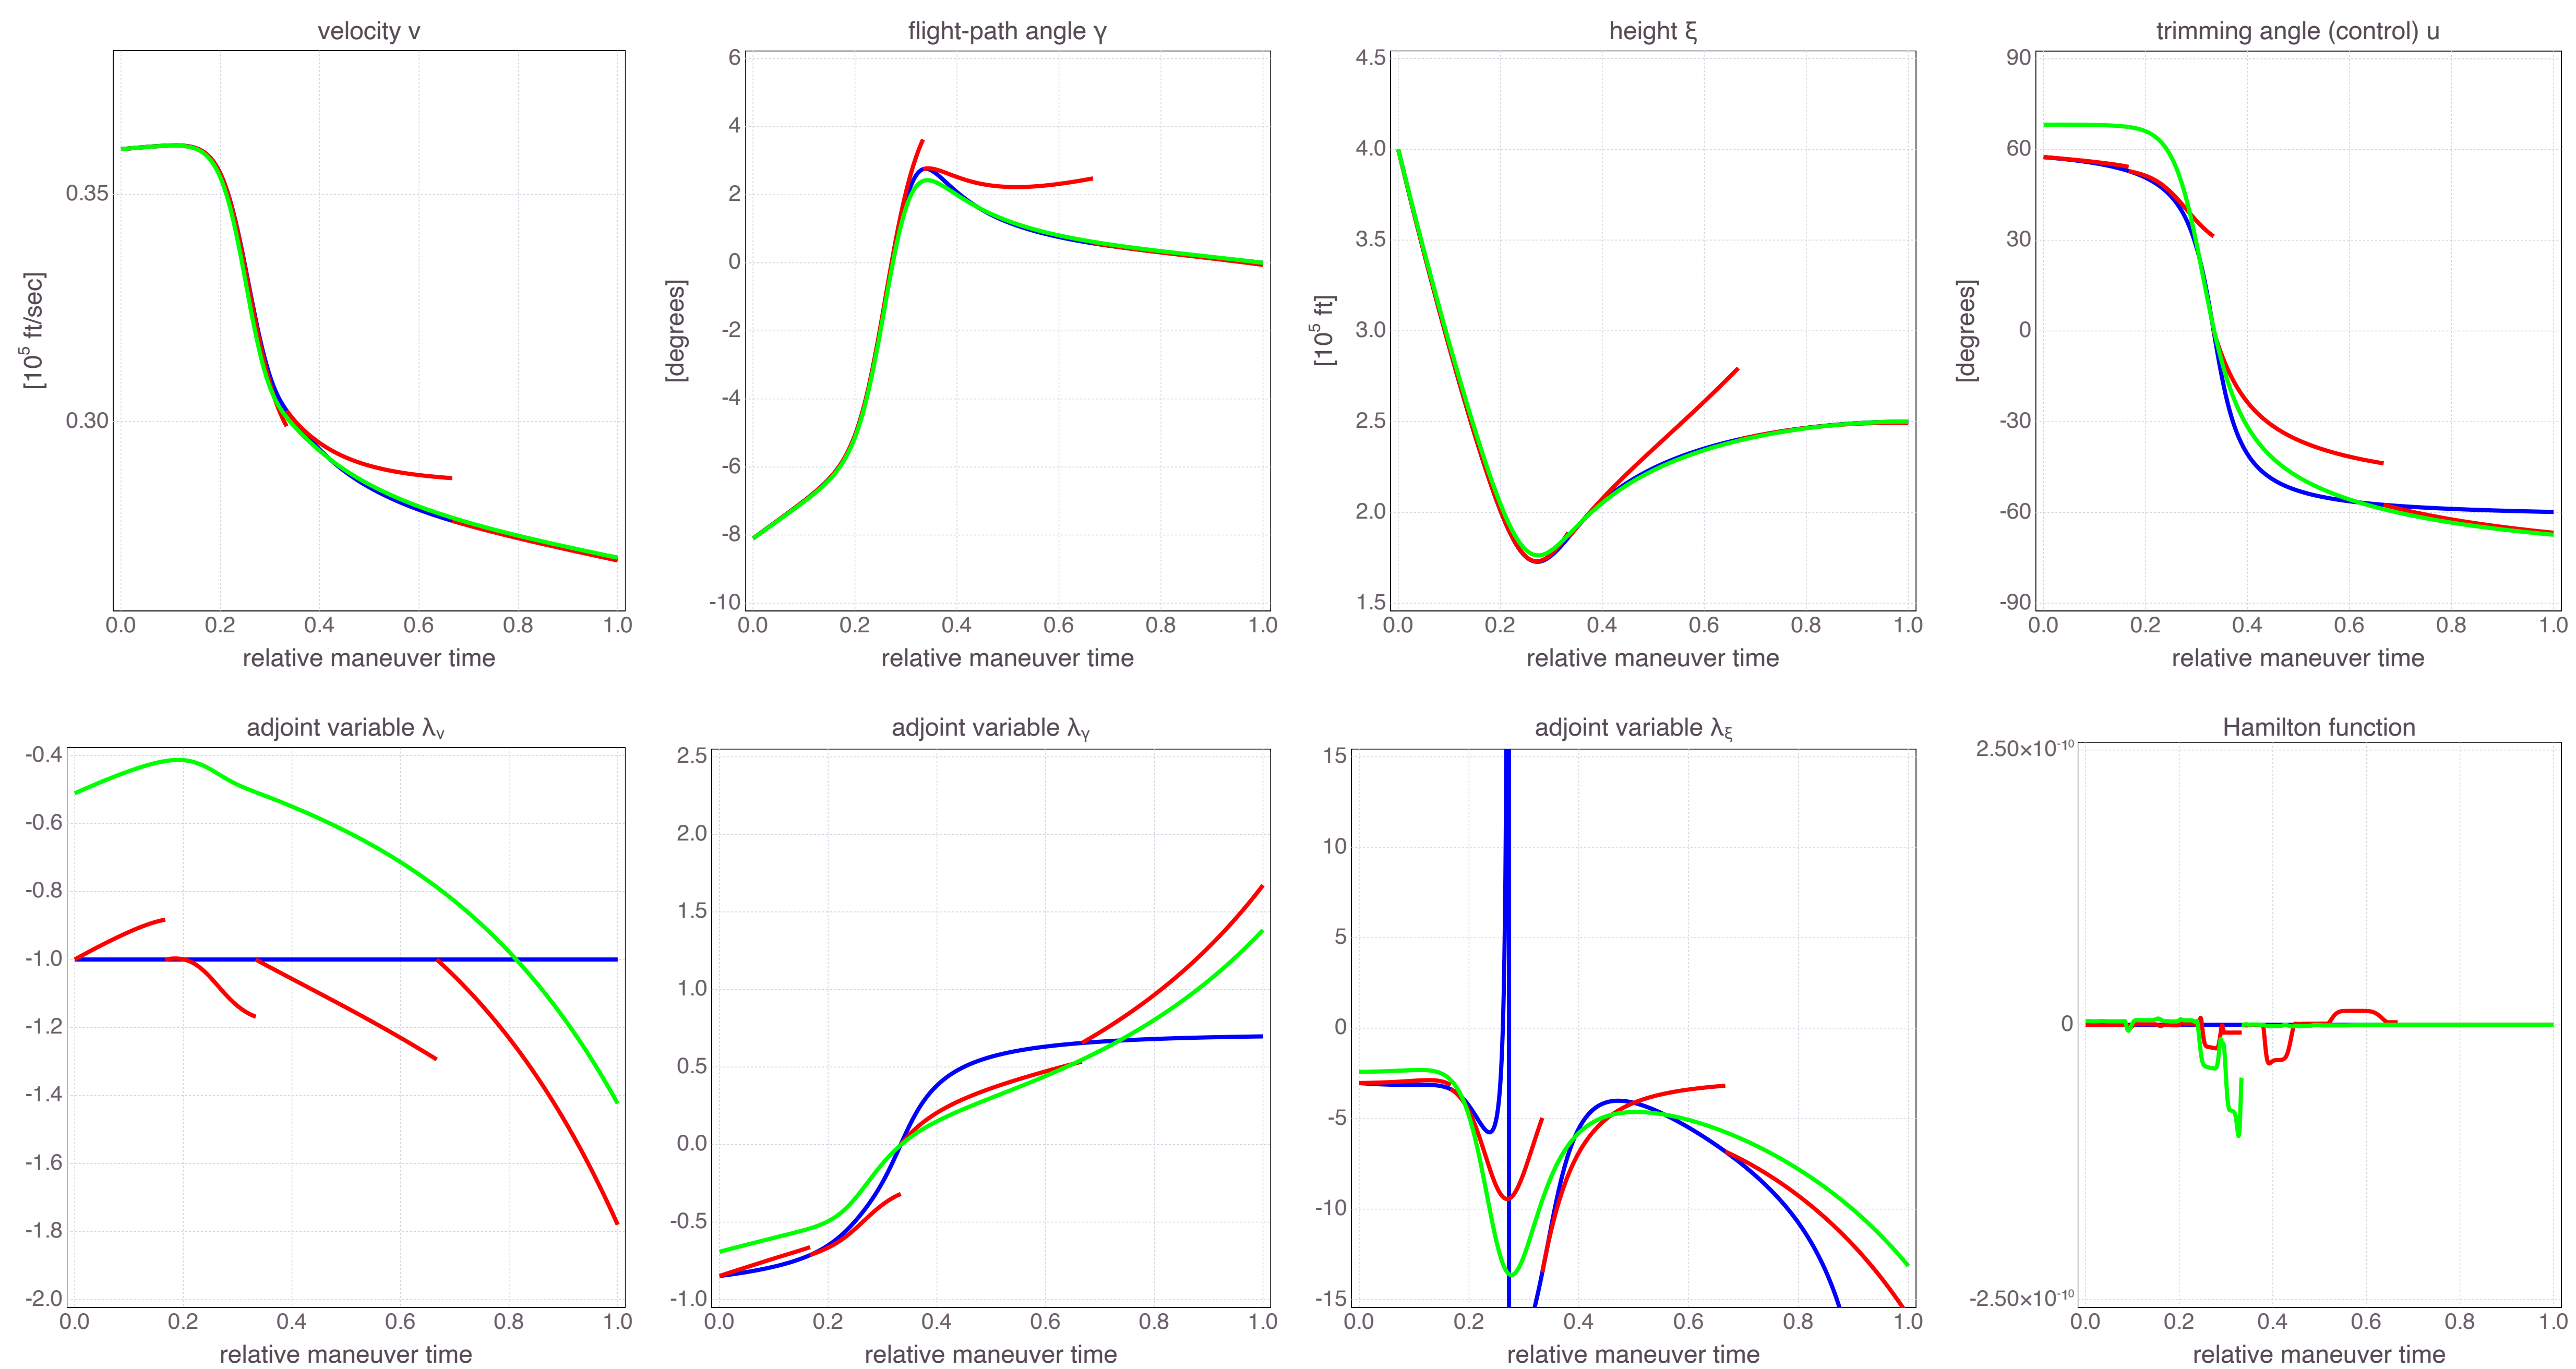 velocity v
[10⁵ ft/sec]
0.35
0.30
0.0 0.2 0.4 0.6 0.8 1.0
relative maneuver time
flight-path angle γ
[degrees]
6
4
2
0
-2
-4
-6
-8
-10
0.0 0.2 0.4 0.6 0.8 1.0
relative maneuver time
height ξ
[10⁵ ft]
4.5
4.0
3.5
3.0
2.5
2.0
1.5
0.0 0.2 0.4 0.6 0.8 1.0
relative maneuver time
trimming angle (control) u
[degrees]
90
60
30
0
-30
-60
-90
0.0 0.2 0.4 0.6 0.8 1.0
relative maneuver time
adjoint variable λᵥ
-0.4
-0.6
-0.8
-1.0
-1.2
-1.4
-1.6
-1.8
-2.0
0.0 0.2 0.4 0.6 0.8 1.0
relative maneuver time
adjoint variable λᵧ
2.5
2.0
1.5
1.0
0.5
0.0
-0.5
-1.0
0.0 0.2 0.4 0.6 0.8 1.0
relative maneuver time
adjoint variable λ_ξ
15
10
5
0
-5
-10
-15
0.0 0.2 0.4 0.6 0.8 1.0
relative maneuver time
Hamilton function
2.50×10⁻¹⁰
0
-2.50×10⁻¹⁰
0.0 0.2 0.4 0.6 0.8 1.0
relative maneuver time